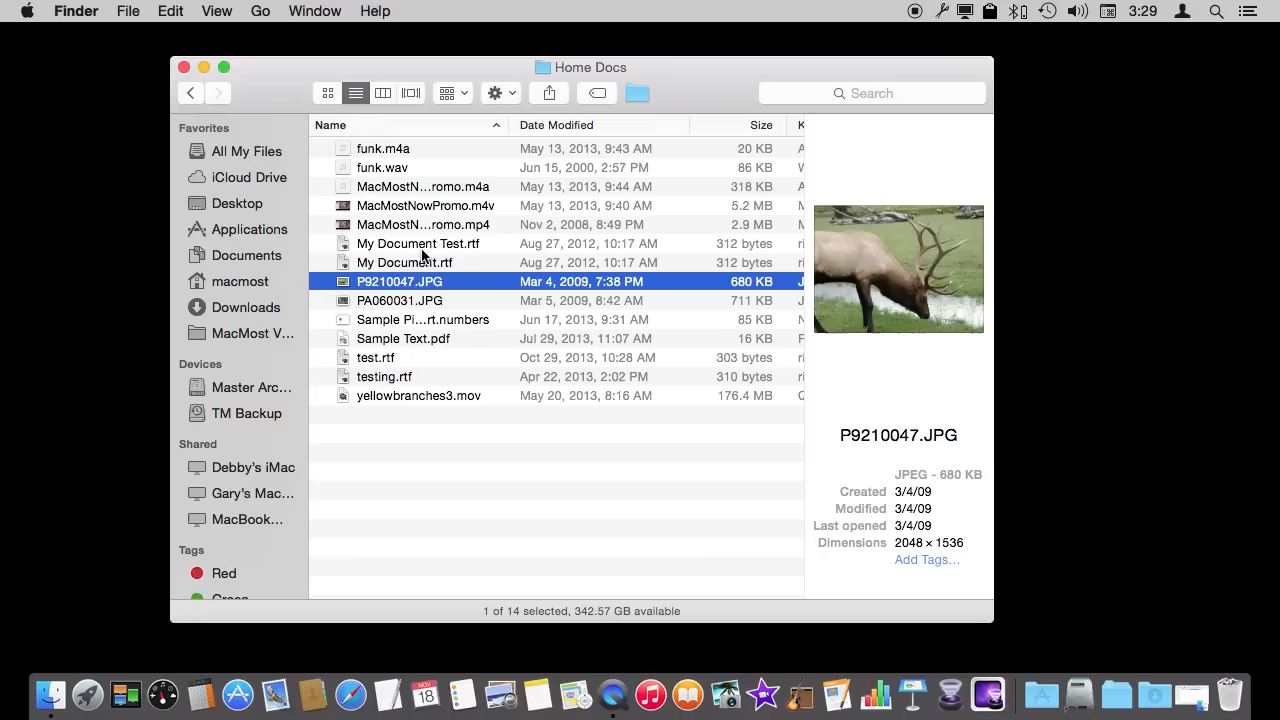 Finder File Edit View Go Window Help 3:29
Home Docs
Search
Favorites
All My Files
iCloud Drive
Desktop
Applications
Documents
macmost
Downloads
MacMost V...
Devices
Master Arc...
TM Backup
Shared
Debby's iMac
Gary's Mac...
MacBook...
Tags
Red
Name Date Modified Size K
funk.m4a May 13, 2013, 9:43 AM 20 KB A
funk.wav Jun 15, 2000, 2:57 PM 86 KB W
MacMostN...romo.m4a May 13, 2013, 9:44 AM 318 KB A
MacMostNowPromo.m4v May 13, 2013, 9:40 AM 5.2 MB M
MacMostN...romo.mp4 Nov 2, 2008, 8:49 PM 2.9 MB M
My Document Test.rtf Aug 27, 2012, 10:17 AM 312 bytes ri
My Document.rtf Aug 27, 2012, 10:17 AM 312 bytes ri
P9210047.JPG Mar 4, 2009, 7:38 PM 680 KB J
PA060031.JPG Mar 5, 2009, 8:42 AM 711 KB J
Sample Pi...rt.numbers Jun 17, 2013, 9:31 AM 85 KB N
Sample Text.pdf Jul 29, 2013, 11:07 AM 16 KB P
test.rtf Oct 29, 2013, 10:28 AM 303 bytes ri
testing.rtf Apr 22, 2013, 2:02 PM 310 bytes ri
yellowbranches3.mov May 20, 2013, 8:16 AM 176.4 MB
P9210047.JPG
JPEG - 680 KB
Created 3/4/09
Modified 3/4/09
Last opened 3/4/09
Dimensions 2048 × 1536
Add Tags...
1 of 14 selected, 342.57 GB available
NOV
18